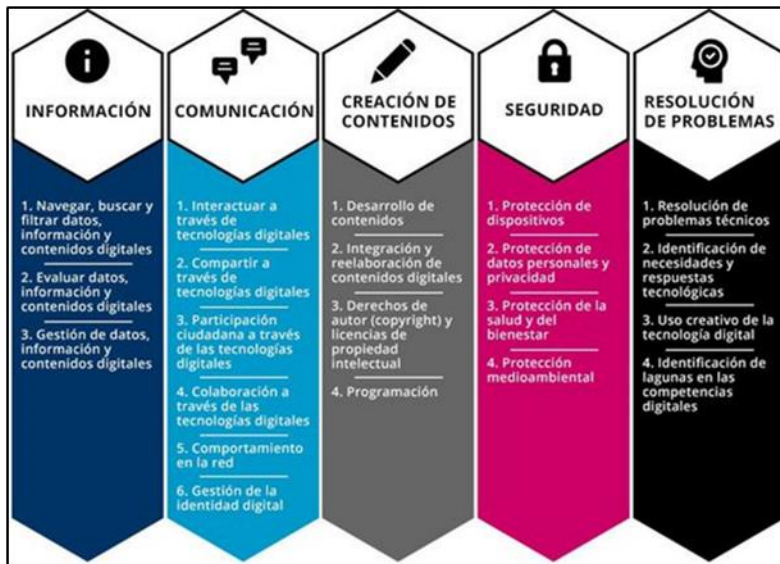 INFORMACIÓN
1. Navegar, buscar y
filtrar datos,
información y
contenidos digitales
2. Evaluar datos,
información y
contenidos digitales
3. Gestión de datos,
información y
contenidos digitales
COMUNICACIÓN
1. Interactuar a
través de
tecnologías digitales
2. Compartir a
través de
tecnologías digitales
3. Participación
ciudadana a través
de las tecnologías
digitales
4. Colaboración a
través de las
tecnologías digitales
5. Comportamiento
en la red
6. Gestión de la
identidad digital
CREACIÓN DE
CONTENIDOS
1. Desarrollo de
contenidos
2. Integración y
reelaboración de
contenidos digitales
3. Derechos de
autor (copyright) y
licencias de
propiedad
intelectual
4. Programación
SEGURIDAD
1. Protección de
dispositivos
2. Protección de
datos personales y
privacidad
3. Protección de la
salud y del
bienestar
4. Protección
medioambiental
RESOLUCIÓN
DE PROBLEMAS
1. Resolución de
problemas técnicos
2. Identificación de
necesidades y
respuestas
tecnológicas
3. Uso creativo de la
tecnología digital
4. Identificación de
lagunas en las
competencias
digitales